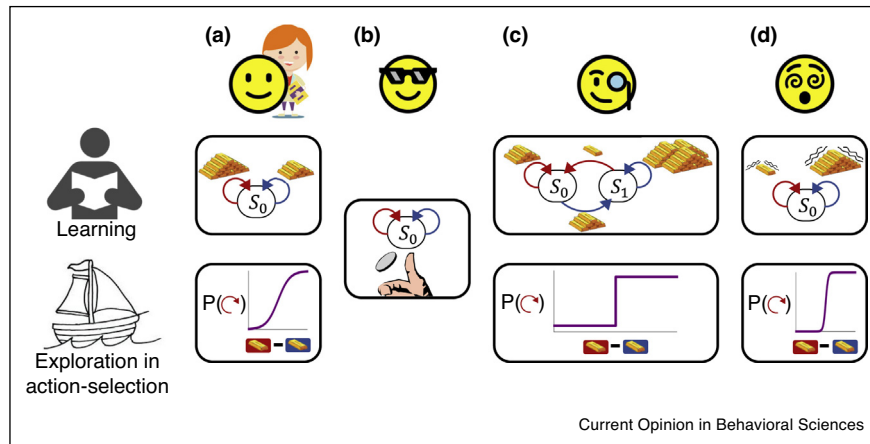 (a)
(b)
(c)
(d)
Learning
S₀
S₀
S₀
S₁
S₀
Exploration in
action-selection
P( )
P( )
P( )
Current Opinion in Behavioral Sciences